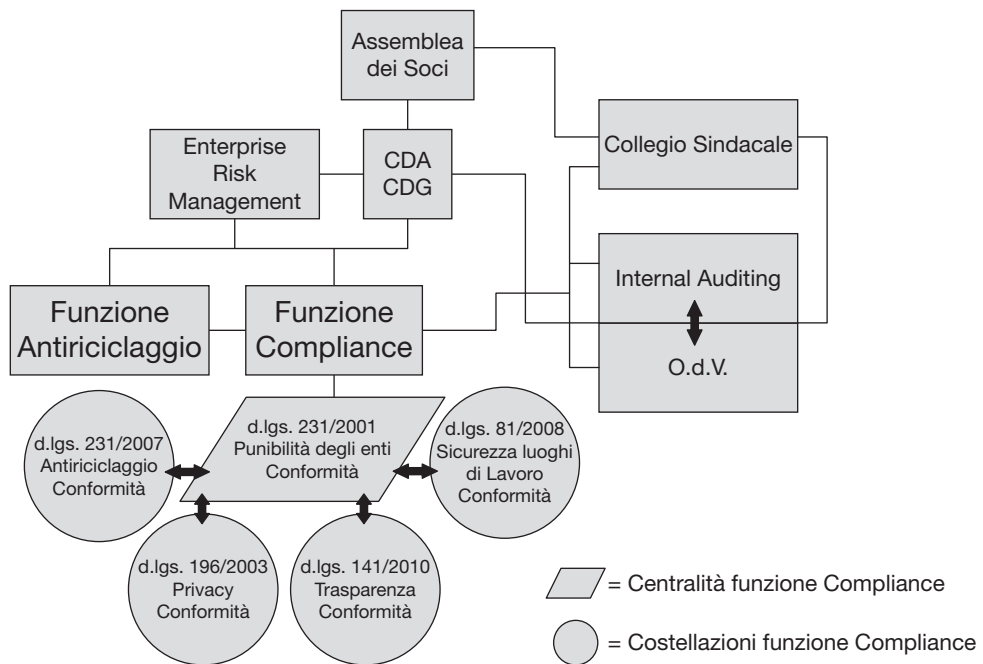 Assemblea
dei Soci
Enterprise
Risk
Management
CDA
CDG
Collegio Sindacale
Internal Auditing
O.d.V.
Funzione
Antiriciclaggio
Funzione
Compliance
d.lgs. 231/2007
Antiriciclaggio
Conformità
d.lgs. 231/2001
Punibilità degli enti
Conformità
d.lgs. 81/2008
Sicurezza luoghi
di Lavoro
Conformità
d.lgs. 196/2003
Privacy
Conformità
d.lgs. 141/2010
Trasparenza
Conformità
= Centralità funzione Compliance
= Costellazioni funzione Compliance